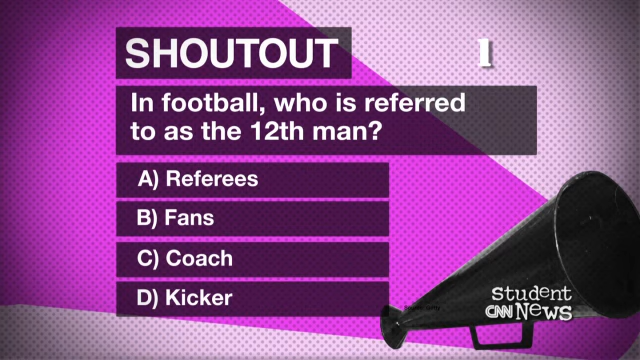 SHOUTOUT
1
In football, who is referred
to as the 12th man?
A) Referees
B) Fans
C) Coach
D) Kicker
student
CNN News